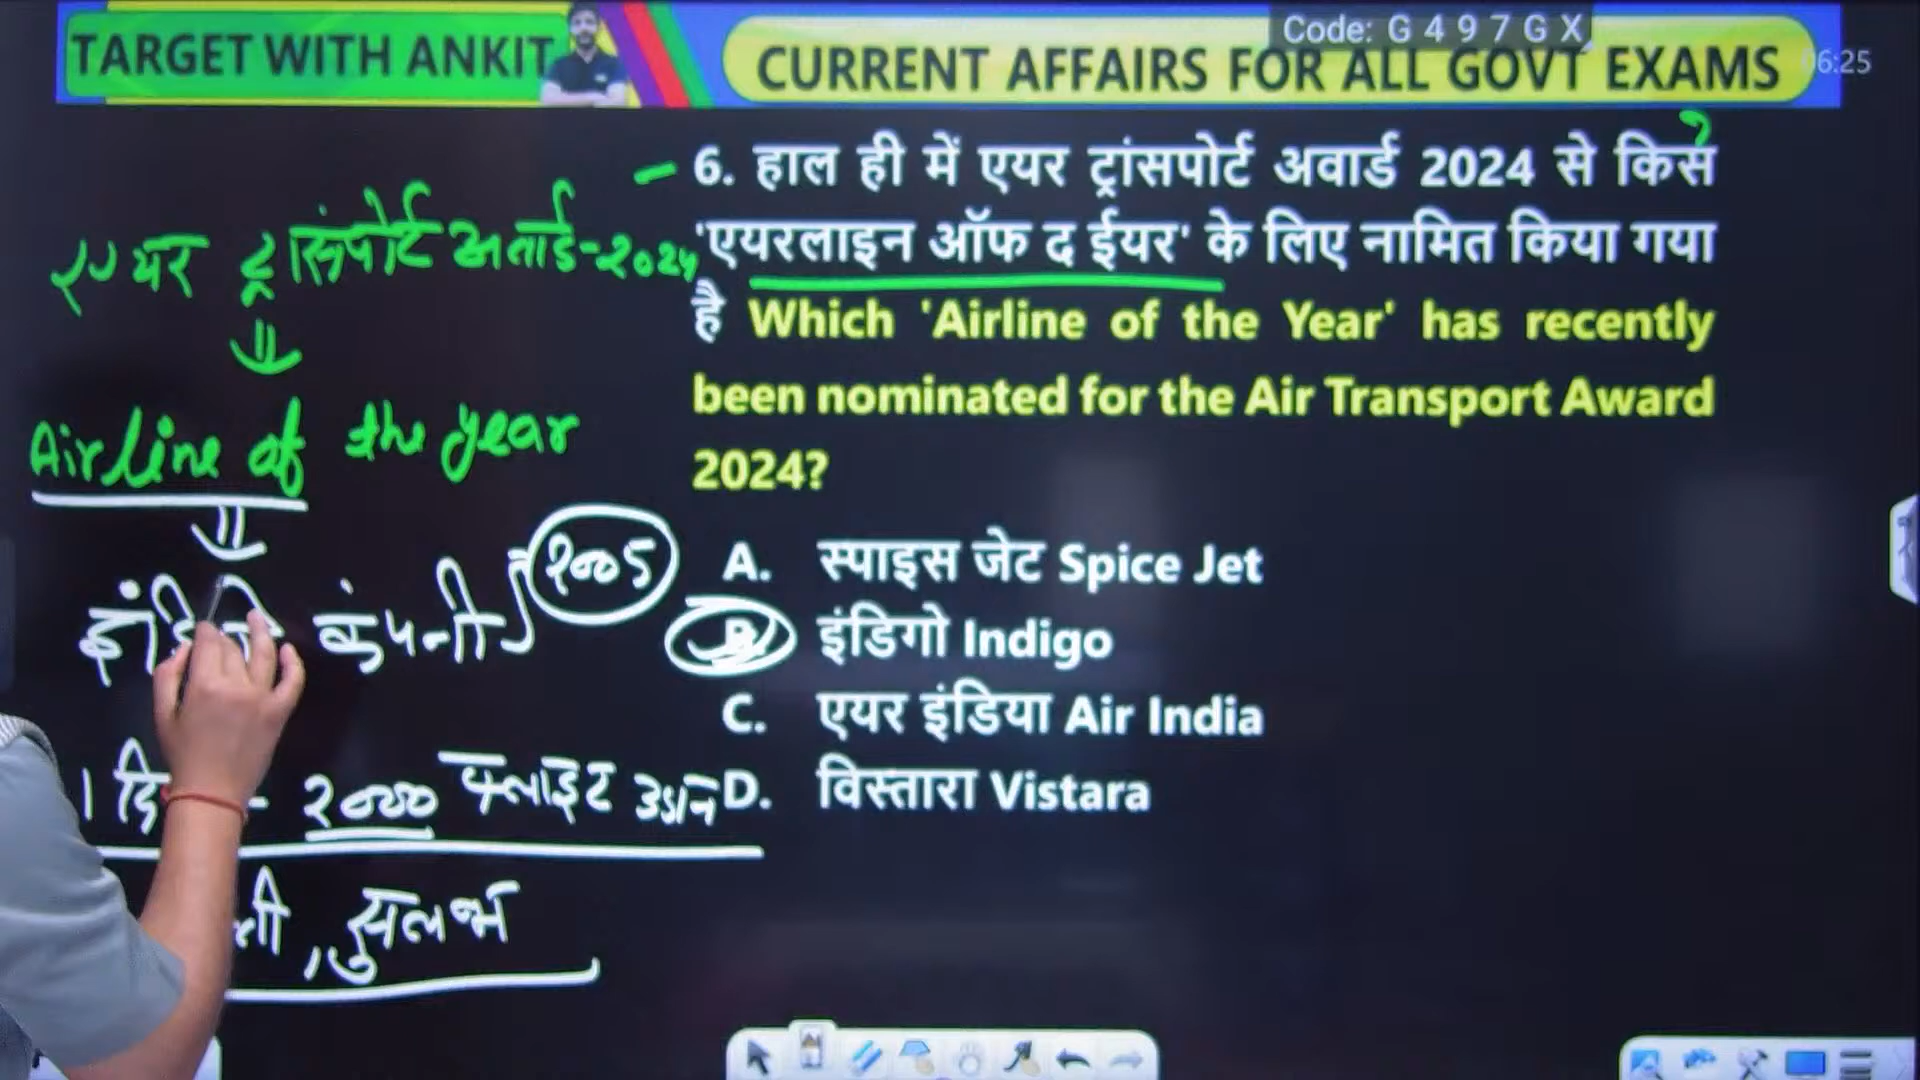 TARGET WITH ANKIT
CURRENT AFFAIRS FOR ALL GOVT EXAMS
Code: G 4 9 7 G X
06:25
6. हाल ही में एयर ट्रांसपोर्ट अवार्ड 2024 से किसे
'एयरलाइन ऑफ द ईयर' के लिए नामित किया गया
है Which 'Airline of the Year' has recently
been nominated for the Air Transport Award
2024?
A. स्पाइस जेट Spice Jet
B. इंडिगो Indigo
C. एयर इंडिया Air India
D. विस्तारा Vistara
एयर ट्रांसपोर्ट अवार्ड-2024
Airline of the year
कंपनी 2005
1 - 2000 फ्लाइट उडान
, सुलभ